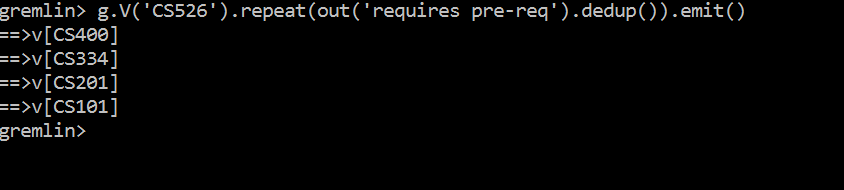 gremlin> g.V('CS526').repeat(out('requires pre-req').dedup()).emit()
==>v[CS400]
==>v[CS334]
==>v[CS201]
==>v[CS101]
gremlin>